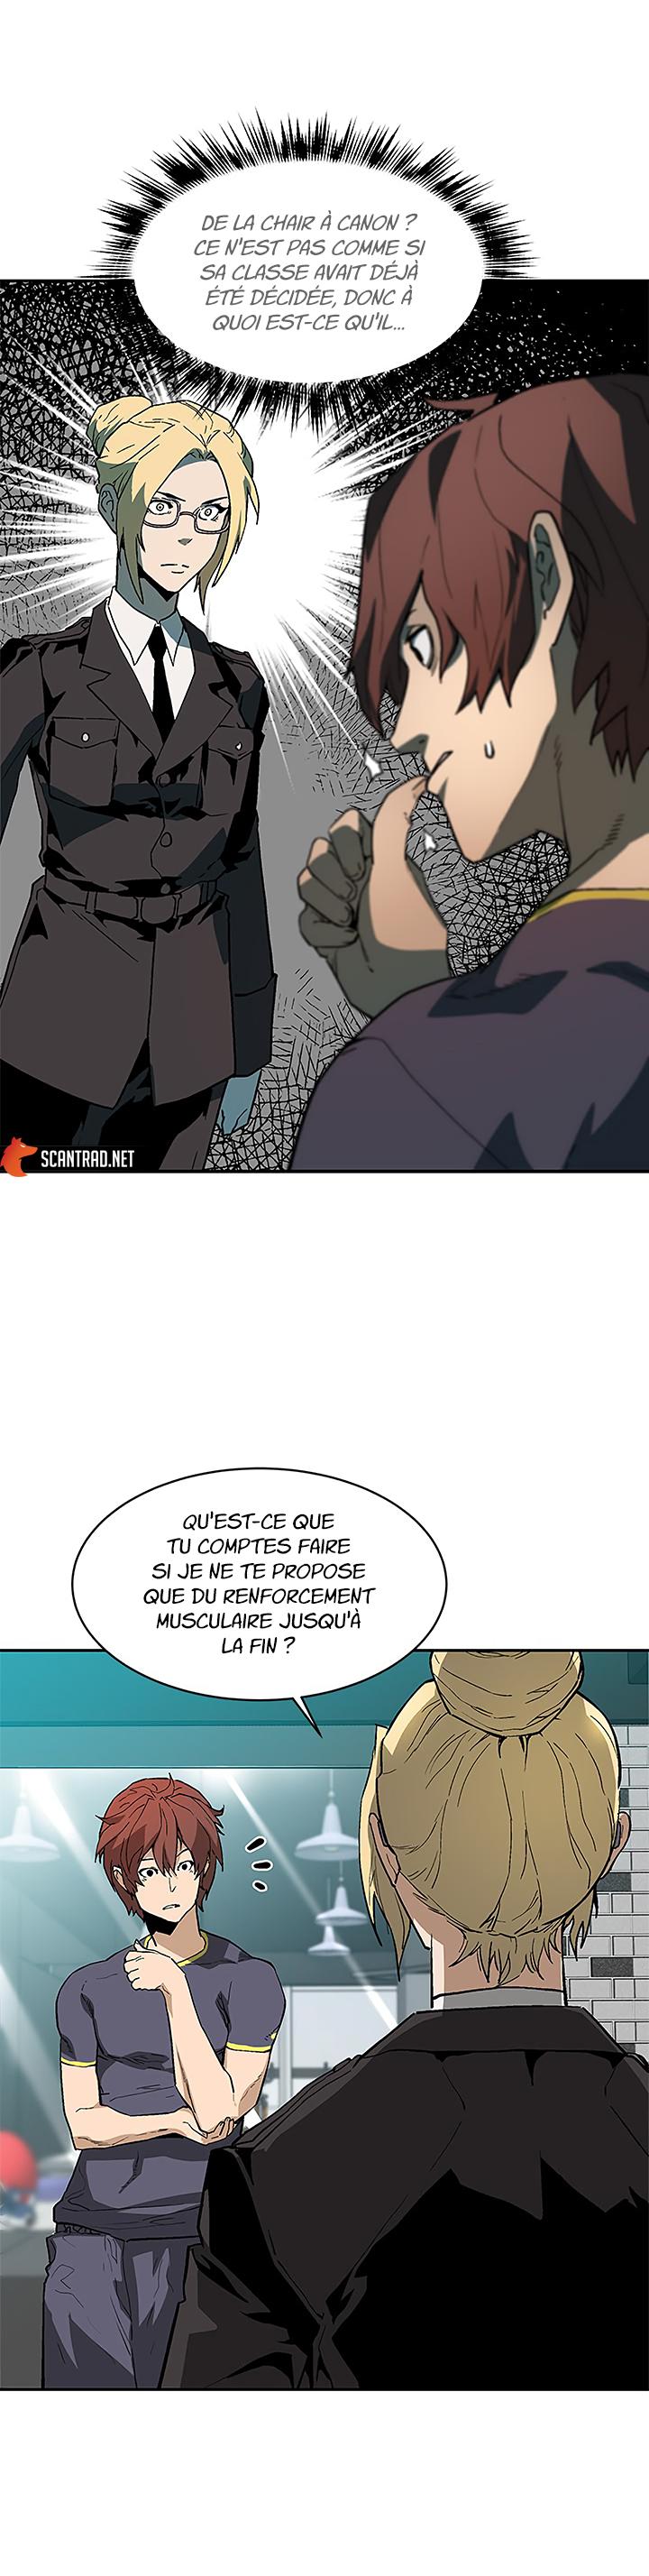 DE LA CHAIR À CANON ?
CE N'EST PAS COMME SI
SA CLASSE AVAIT DÉJÀ
ÉTÉ DÉCIDÉE, DONC À
QUOI EST-CE QU'IL...
SCANTRAD.NET
QU'EST-CE QUE
TU COMPTES FAIRE
SI JE NE TE PROPOSE
QUE DU RENFORCEMENT
MUSCULAIRE JUSQU'À
LA FIN ?